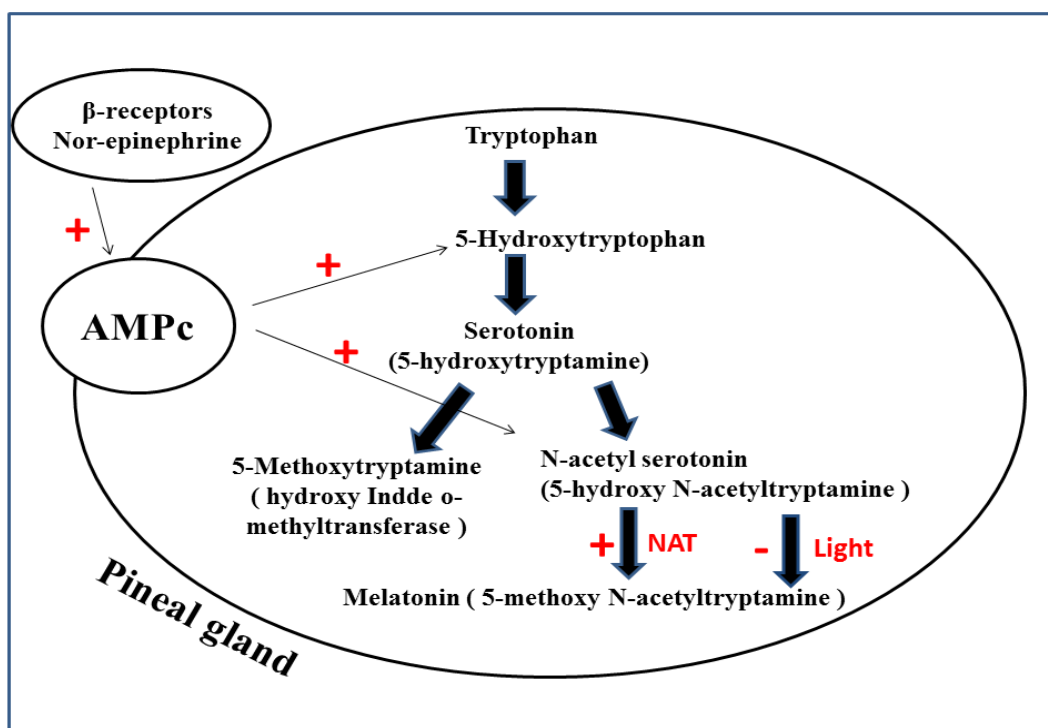 β-receptors
Nor-epinephrine
+
AMPc
+
+
Tryptophan
5-Hydroxytryptophan
Serotonin
(5-hydroxytryptamine)
5-Methoxytryptamine
( hydroxy Indde o-
methyltransferase )
N-acetyl serotonin
(5-hydroxy N-acetyltryptamine )
+ NAT
- Light
Melatonin ( 5-methoxy N-acetyltryptamine )
Pineal gland